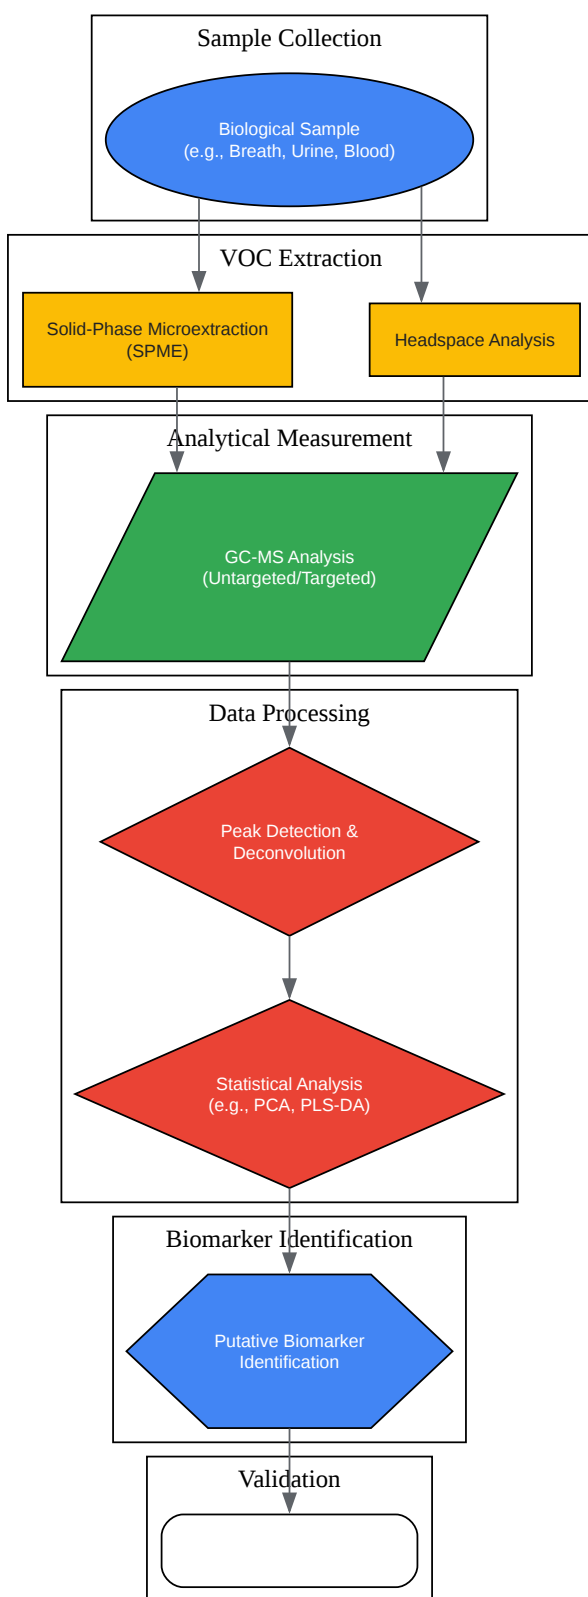 Sample Collection
Biological Sample
(e.g., Breath, Urine, Blood)
VOC Extraction
Solid-Phase Microextraction
(SPME)
Headspace Analysis
Analytical Measurement
GC-MS Analysis
(Untargeted/Targeted)
Data Processing
Peak Detection &
Deconvolution
Statistical Analysis
(e.g., PCA, PLS-DA)
Biomarker Identification
Putative Biomarker
Identification
Validation